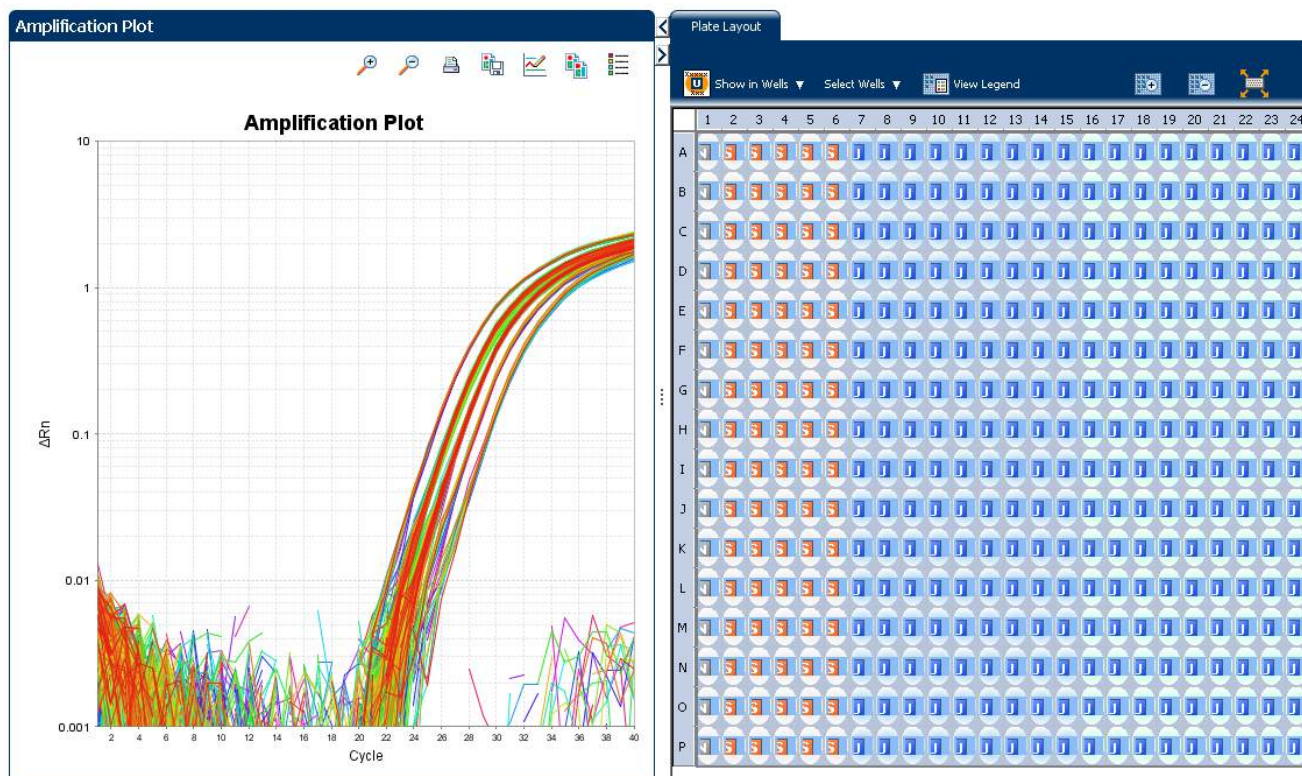 Amplification Plot
Amplification Plot
10
1
0.1
0.01
0.001
ΔRn
2 4 6 8 10 12 14 16 18 20 22 24 26 28 30 32 34 36 38 40
Cycle
Plate Layout
U
Show in Wells ▼ Select Wells ▼ View Legend
1 2 3 4 5 6 7 8 9 10 11 12 13 14 15 16 17 18 19 20 21 22 23 24
A N S S S S S U U U U U U U U U U U U U U U U U U
B N S S S S S U U U U U U U U U U U U U U U U U U
C N S S S S S U U U U U U U U U U U U U U U U U U
D N S S S S S U U U U U U U U U U U U U U U U U U
E N S S S S S U U U U U U U U U U U U U U U U U U
F N S S S S S U U U U U U U U U U U U U U U U U U
G N S S S S S U U U U U U U U U U U U U U U U U U
H N S S S S S U U U U U U U U U U U U U U U U U U
I N S S S S S U U U U U U U U U U U U U U U U U U
J N S S S S S U U U U U U U U U U U U U U U U U U
K N S S S S S U U U U U U U U U U U U U U U U U U
L N S S S S S U U U U U U U U U U U U U U U U U U
M N S S S S S U U U U U U U U U U U U U U U U U U
N N S S S S S U U U U U U U U U U U U U U U U U U
O N S S S S S U U U U U U U U U U U U U U U U U U
P N S S S S S U U U U U U U U U U U U U U U U U U